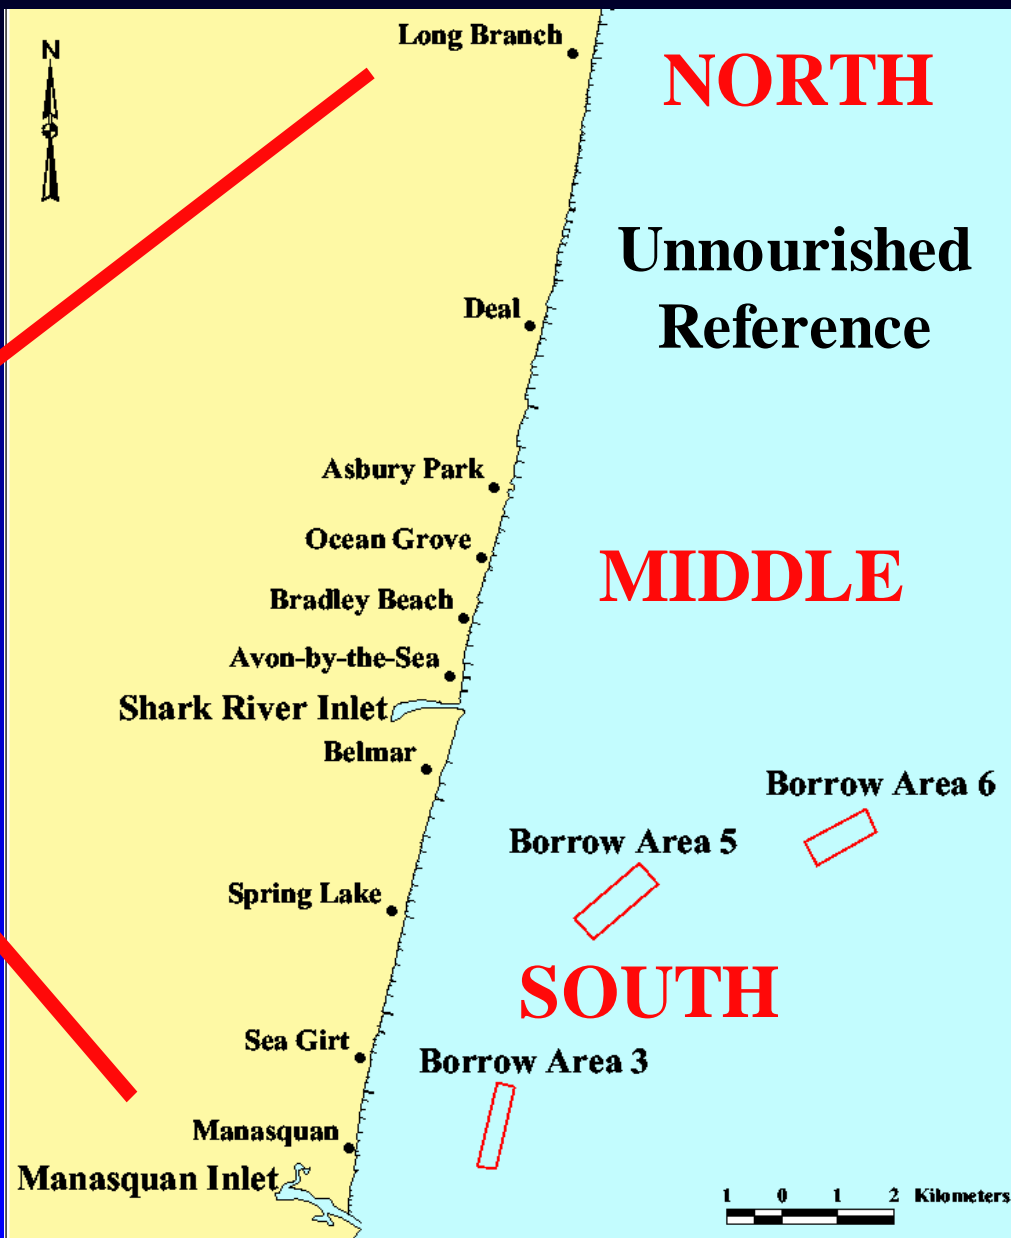 Long Branch
N
NORTH
Unnourished
Reference
Deal
Asbury Park
Ocean Grove
MIDDLE
Bradley Beach
Avon-by-the-Sea
Shark River Inlet
Belmar
Borrow Area 6
Borrow Area 5
Spring Lake
SOUTH
Sea Girt
Borrow Area 3
Manasquan
Manasquan Inlet
1 0 1 2 Kilometers